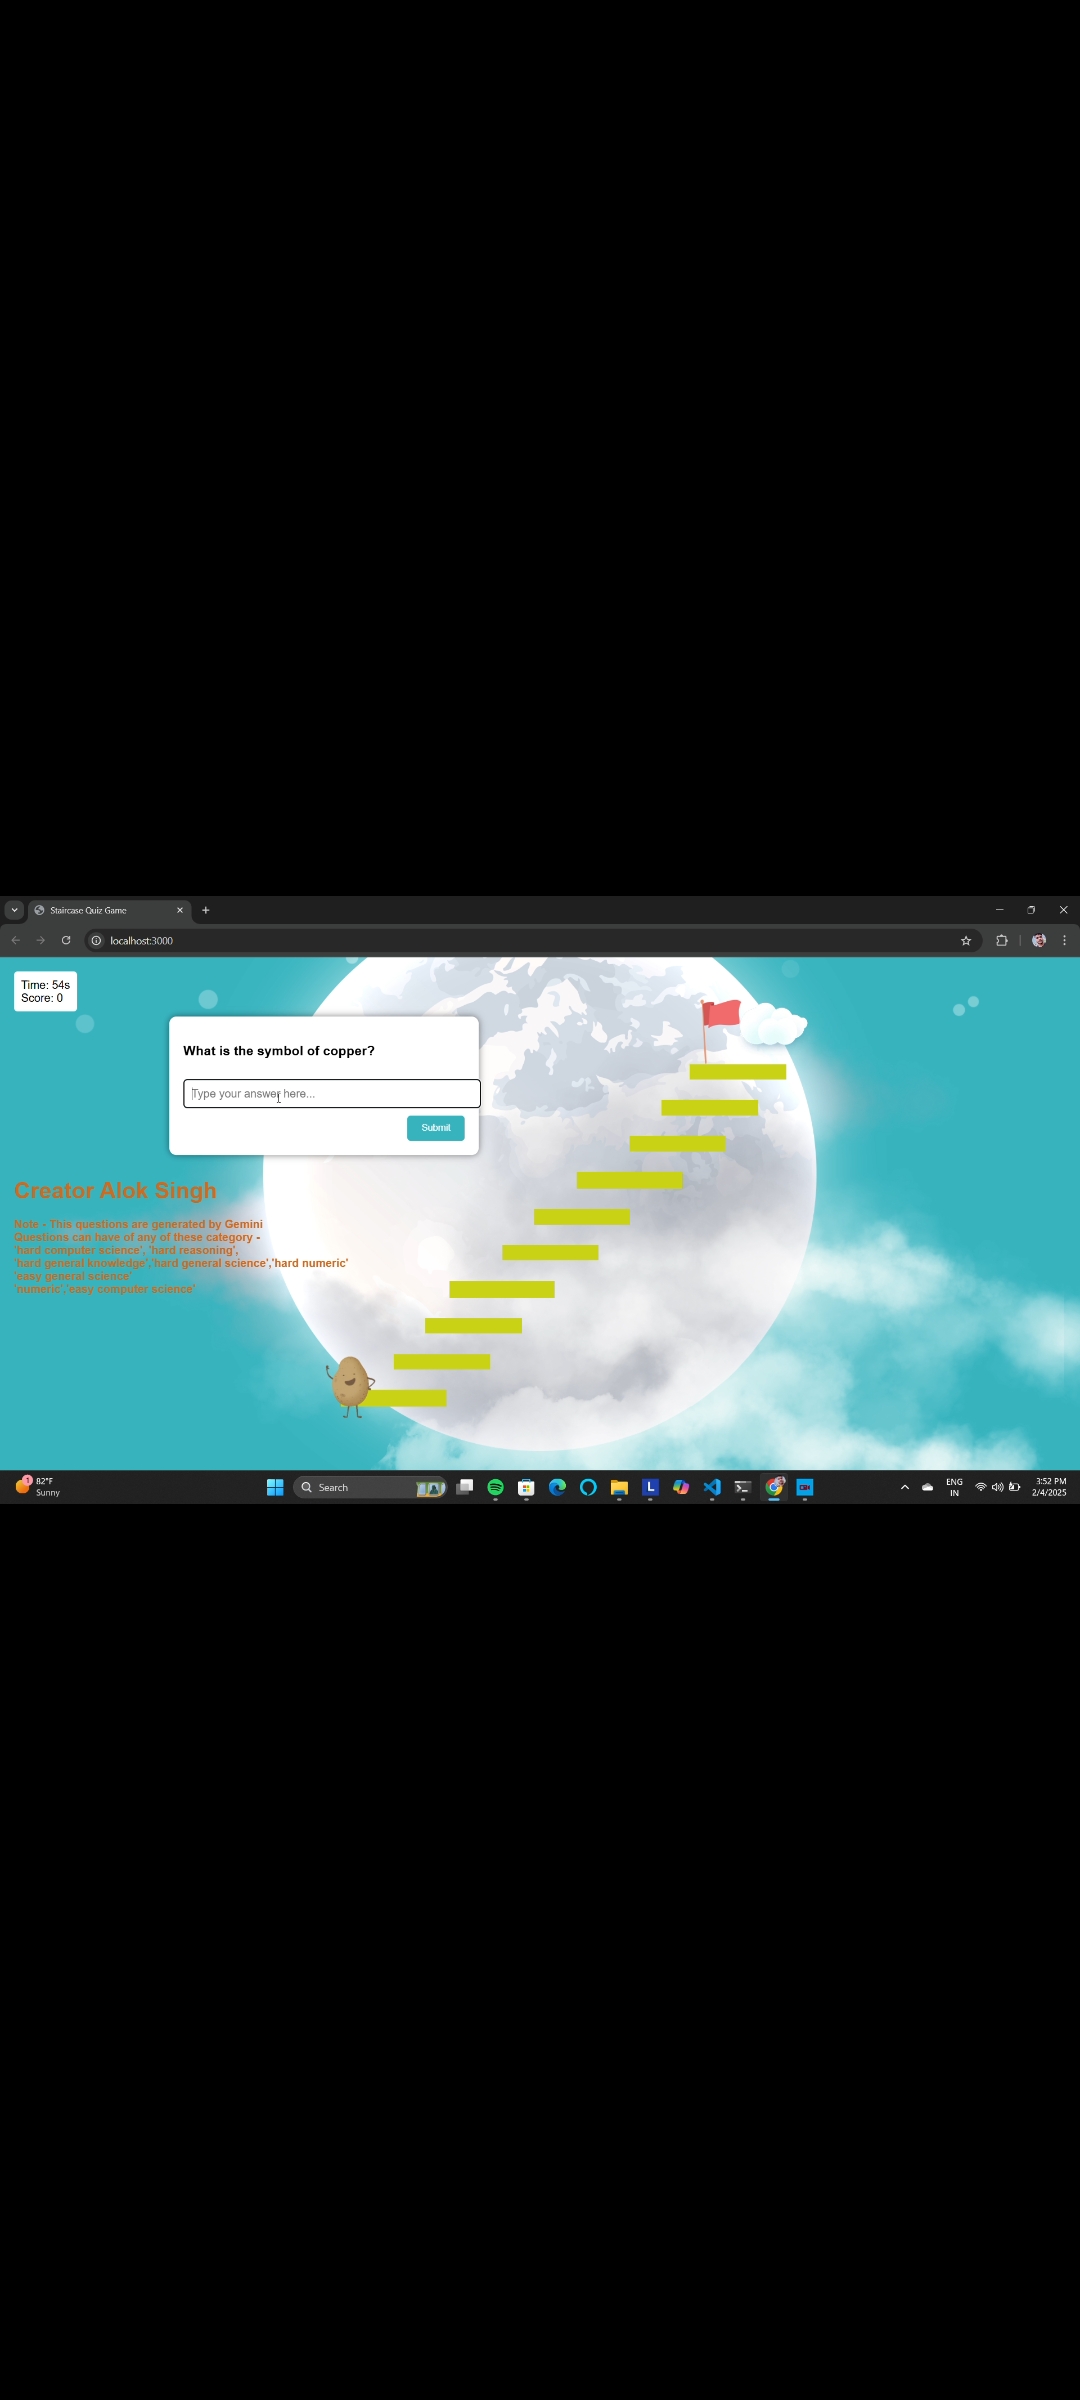 Staircase Quiz Game
localhost:3000
Time: 54s
Score: 0
What is the symbol of copper?
Type your answer here...
Submit
Creator Alok Singh
Note - This questions are generated by Gemini
Questions can have of any of these category -
'hard computer science', 'hard reasoning',
'hard general knowledge','hard general science','hard numeric'
'easy general science'
'numeric','easy computer science'
1
82°F
Sunny
Search
L
ENG
IN
3:52 PM
2/4/2025